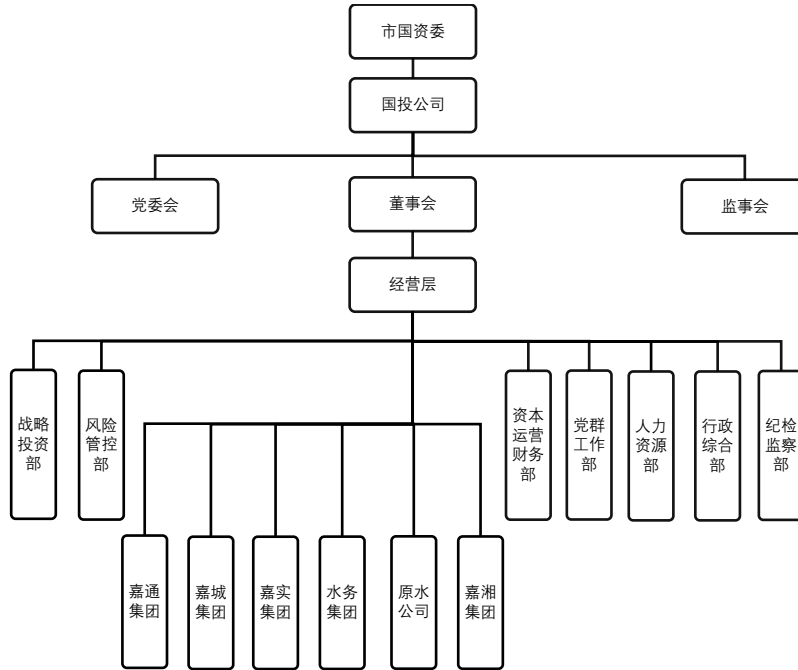 市国资委
国投公司
党委会
董事会
监事会
经营层
战略
投资
部
风险
管控
部
资本
运营
财务
部
党群
工作
部
人力
资源
部
行政
综合
部
纪检
监察
部
嘉通
集团
嘉城
集团
嘉实
集团
水务
集团
原水
公司
嘉湘
集团